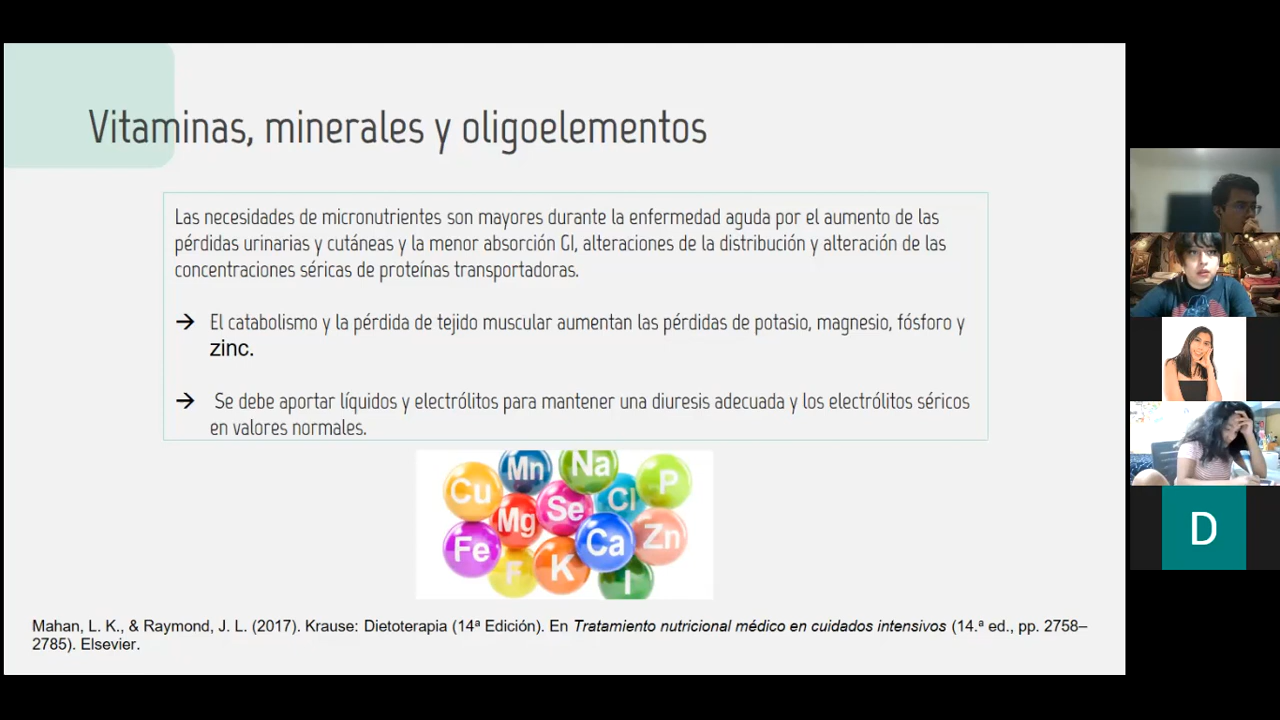 Vitaminas, minerales y oligoelementos
Las necesidades de micronutrientes son mayores durante la enfermedad aguda por el aumento de las
pérdidas urinarias y cutáneas y la menor absorción GI, alteraciones de la distribución y alteración de las
concentraciones séricas de proteínas transportadoras.
→ El catabolismo y la pérdida de tejido muscular aumentan las pérdidas de potasio, magnesio, fósforo y
zinc.
→ Se debe aportar líquidos y electrólitos para mantener una diuresis adecuada y los electrólitos séricos
en valores normales.
Mn Na P
Cu Mg Se Cl
Fe Ca Zn
F K I
Mahan, L. K., & Raymond, J. L. (2017). Krause: Dietoterapia (14ª Edición). En Tratamiento nutricional médico en cuidados intensivos (14.ª ed., pp. 2758–
2785). Elsevier.
D